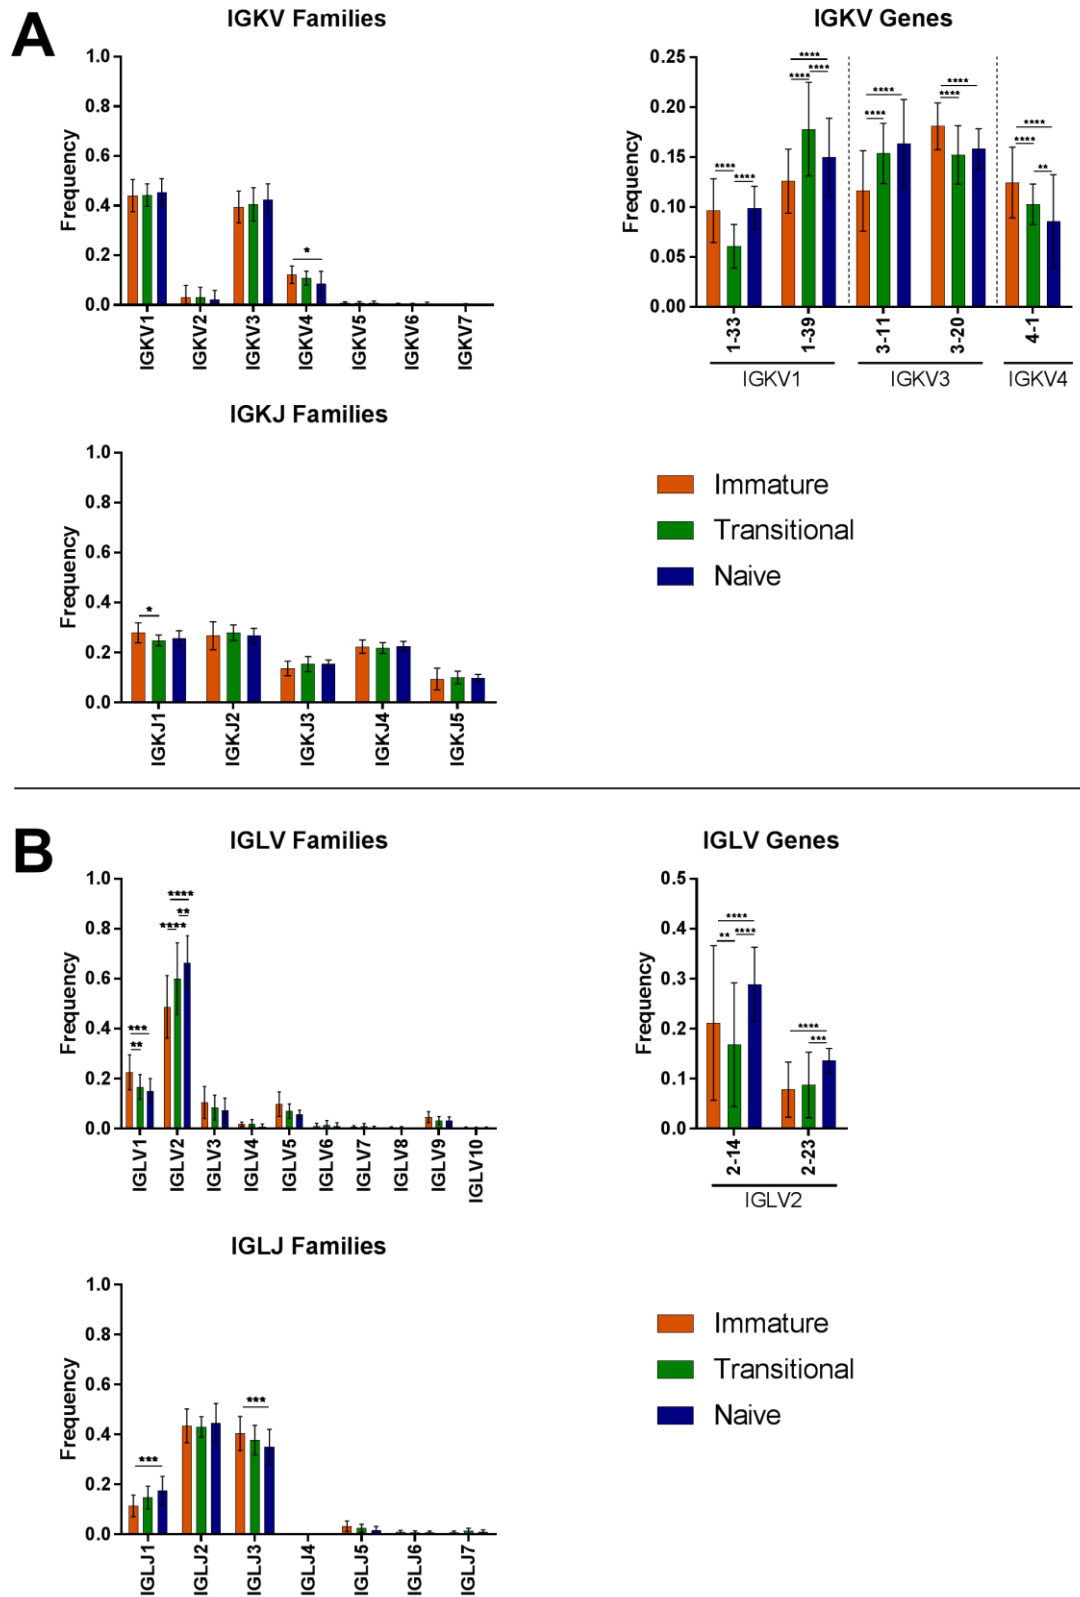 A
IGKV Families
Frequency
1.0
0.8
0.6
0.4
0.2
0.0
*
IGKV1 IGKV2 IGKV3 IGKV4 IGKV5 IGKV6 IGKV7
IGKV Genes
Frequency
0.25
0.20
0.15
0.10
0.05
0.00
**** ****
**** **** ****
**** ****
**** ****
**** **** **
1-33 1-39 3-11 3-20 4-1
IGKV1 IGKV3 IGKV4
IGKJ Families
Frequency
1.0
0.8
0.6
0.4
0.2
0.0
*
IGKJ1 IGKJ2 IGKJ3 IGKJ4 IGKJ5
Immature
Transitional
Naive
B
IGLV Families
Frequency
1.0
0.8
0.6
0.4
0.2
0.0
***
**
****
**
****
IGLV1 IGLV2 IGLV3 IGLV4 IGLV5 IGLV6 IGLV7 IGLV8 IGLV9 IGLV10
IGLV Genes
Frequency
0.5
0.4
0.3
0.2
0.1
0.0
****
** ****
****
***
2-14 2-23
IGLV2
IGLJ Families
Frequency
1.0
0.8
0.6
0.4
0.2
0.0
*** ***
IGLJ1 IGLJ2 IGLJ3 IGLJ4 IGLJ5 IGLJ6 IGLJ7
Immature
Transitional
Naive